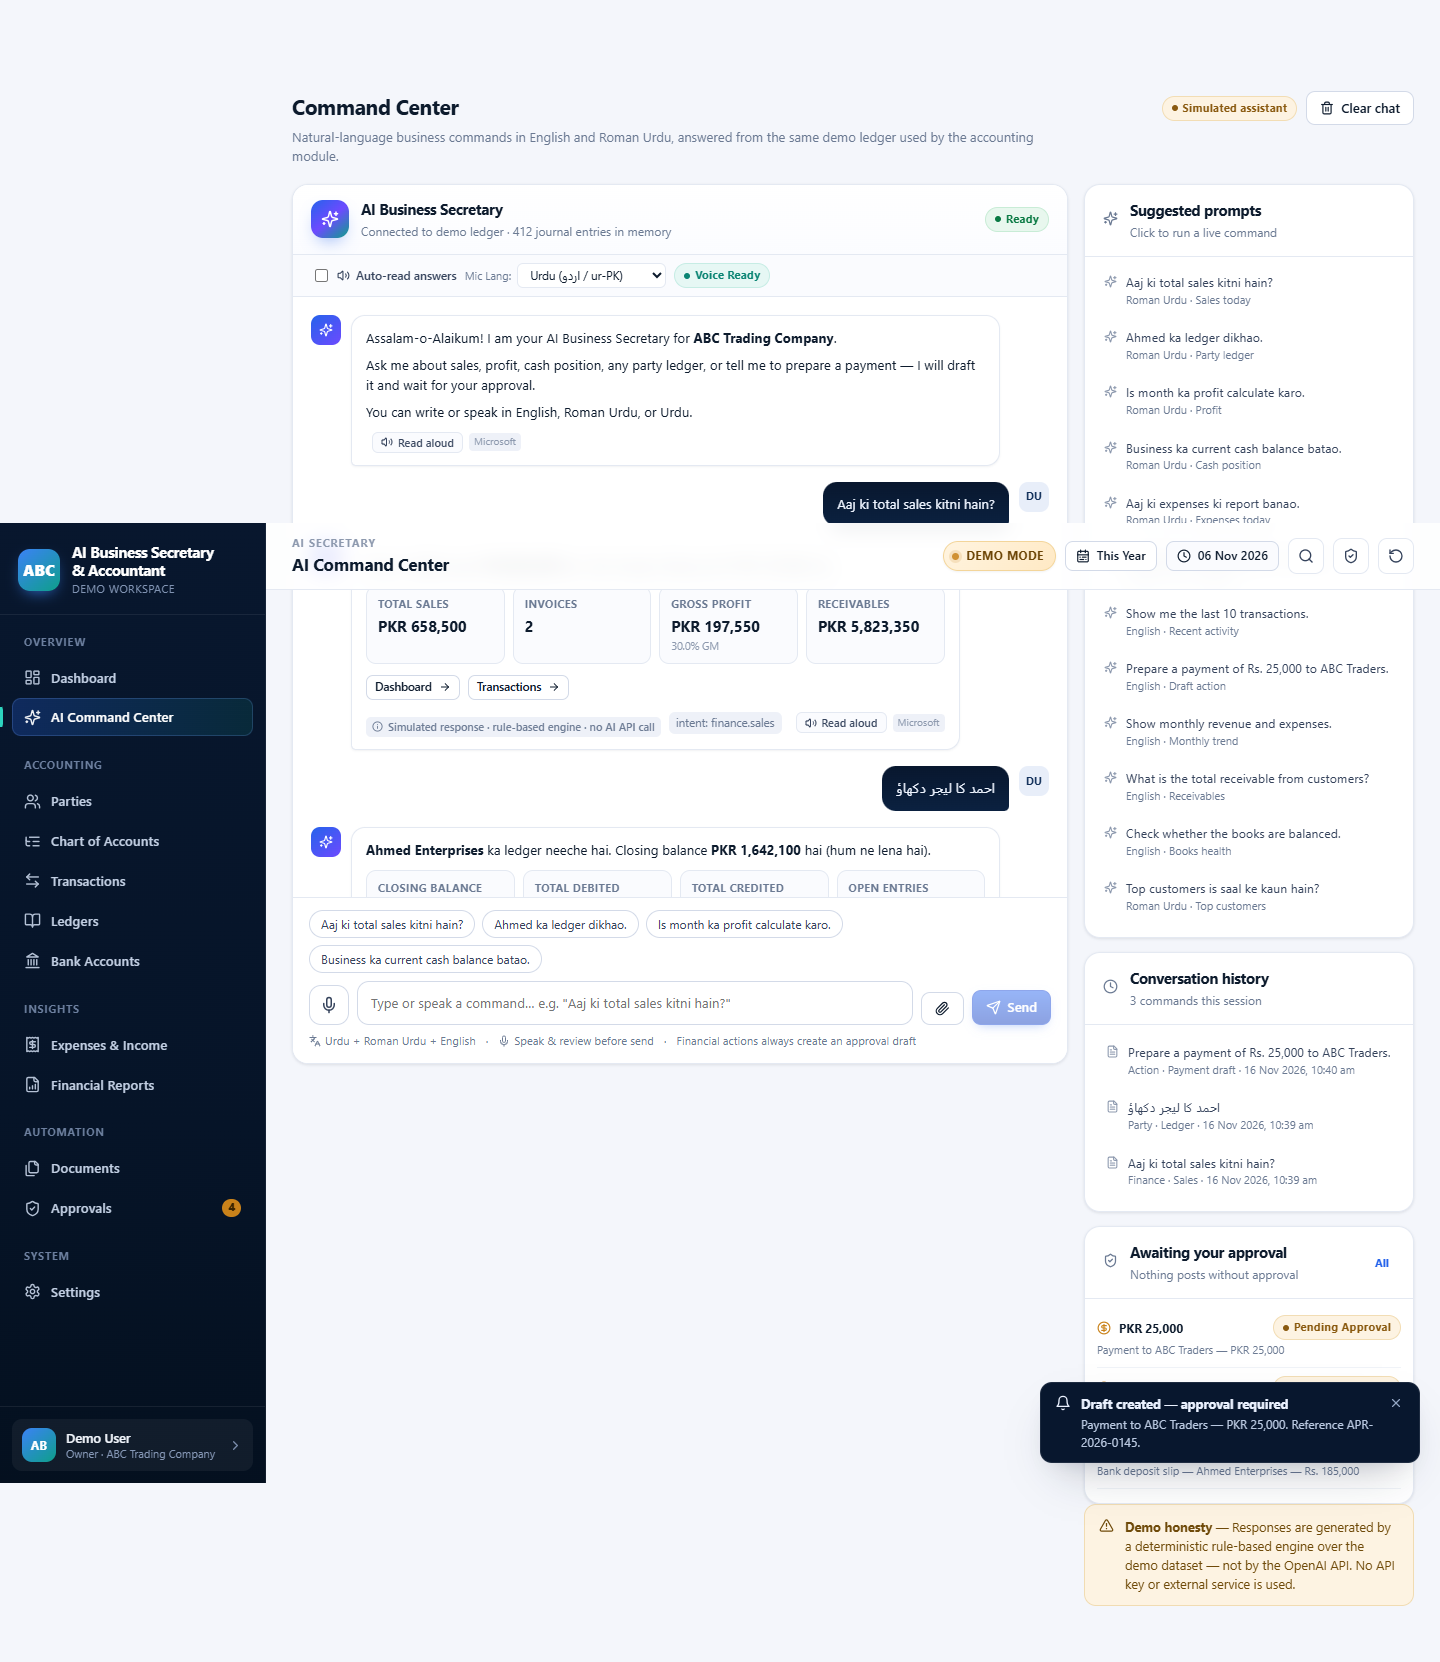 Command Center
Natural-language business commands in English and Roman Urdu, answered from the same demo ledger used by the accounting
module.
Simulated assistant
Clear chat
AI Business Secretary
Connected to demo ledger · 412 journal entries in memory
Ready
Auto-read answers
Mic Lang:
Urdu (اردو / ur-PK)
Voice Ready
Assalam-o-Alaikum! I am your AI Business Secretary for ABC Trading Company.
Ask me about sales, profit, cash position, any party ledger, or tell me to prepare a payment — I will draft
it and wait for your approval.
You can write or speak in English, Roman Urdu, or Urdu.
Read aloud
Microsoft
Aaj ki total sales kitni hain?
DU
Suggested prompts
Click to run a live command
Aaj ki total sales kitni hain?
Roman Urdu · Sales today
Ahmed ka ledger dikhao.
Roman Urdu · Party ledger
Is month ka profit calculate karo.
Roman Urdu · Profit
Business ka current cash balance batao.
Roman Urdu · Cash position
Aaj ki expenses ki report banao.
Roman Urdu · Expenses today
ABC
AI Business Secretary
& Accountant
DEMO WORKSPACE
OVERVIEW
Dashboard
AI Command Center
ACCOUNTING
Parties
Chart of Accounts
Transactions
Ledgers
Bank Accounts
INSIGHTS
Expenses & Income
Financial Reports
AUTOMATION
Documents
Approvals
4
SYSTEM
Settings
AB
Demo User
Owner · ABC Trading Company
AI SECRETARY
AI Command Center
DEMO MODE
This Year
06 Nov 2026
TOTAL SALES
PKR 658,500
INVOICES
2
GROSS PROFIT
PKR 197,550
30.0% GM
RECEIVABLES
PKR 5,823,350
Dashboard
Transactions
Simulated response · rule-based engine · no AI API call
intent: finance.sales
Read aloud
Microsoft
احمد کا لیجر دکھاؤ
DU
Ahmed Enterprises ka ledger neeche hai. Closing balance PKR 1,642,100 hai (hum ne lena hai).
CLOSING BALANCE
TOTAL DEBITED
TOTAL CREDITED
OPEN ENTRIES
Aaj ki total sales kitni hain?
Ahmed ka ledger dikhao.
Is month ka profit calculate karo.
Business ka current cash balance batao.
Type or speak a command... e.g. "Aaj ki total sales kitni hain?"
Send
Urdu + Roman Urdu + English · Speak & review before send · Financial actions always create an approval draft
Show me the last 10 transactions.
English · Recent activity
Prepare a payment of Rs. 25,000 to ABC Traders.
English · Draft action
Show monthly revenue and expenses.
English · Monthly trend
What is the total receivable from customers?
English · Receivables
Check whether the books are balanced.
English · Books health
Top customers is saal ke kaun hain?
Roman Urdu · Top customers
Conversation history
3 commands this session
Prepare a payment of Rs. 25,000 to ABC Traders.
Action · Payment draft · 16 Nov 2026, 10:40 am
احمد کا لیجر دکھاؤ
Party · Ledger · 16 Nov 2026, 10:39 am
Aaj ki total sales kitni hain?
Finance · Sales · 16 Nov 2026, 10:39 am
Awaiting your approval
Nothing posts without approval
All
PKR 25,000
Pending Approval
Payment to ABC Traders — PKR 25,000
Draft created — approval required
Payment to ABC Traders — PKR 25,000. Reference APR-
2026-0145.
Bank deposit slip — Ahmed Enterprises — Rs. 185,000
Demo honesty — Responses are generated by
a deterministic rule-based engine over the
demo dataset — not by the OpenAI API. No API
key or external service is used.